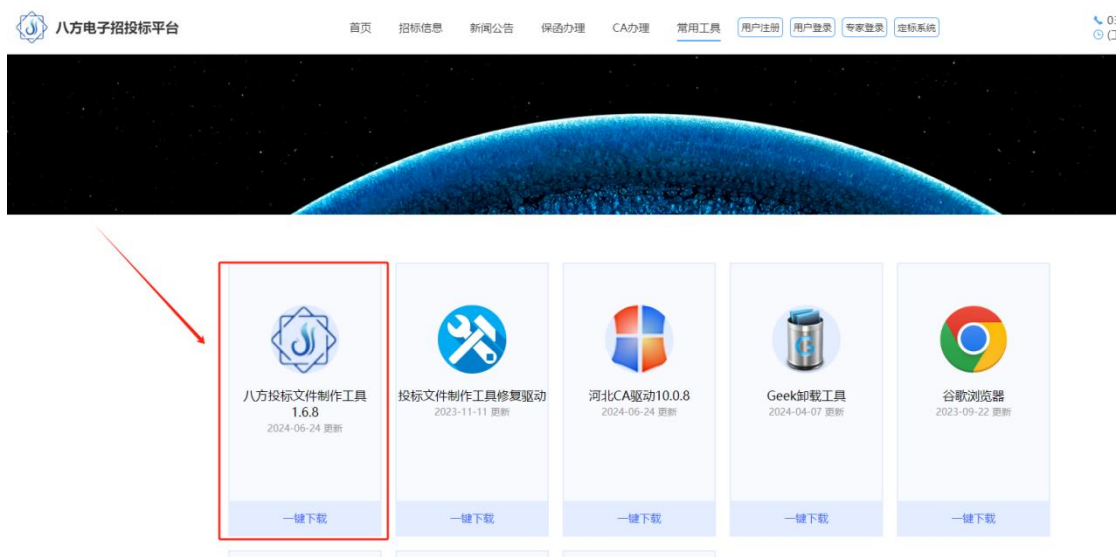 八方电子招投标平台
首页 招标信息 新闻公告 保函办理 CA办理 常用工具 用户注册 用户登录 专家登录 定标系统
八方投标文件制作工具
1.6.8
2024-06-24 更新
一键下载
投标文件制作工具修复驱动
2023-11-11 更新
一键下载
河北CA驱动10.0.8
2024-06-24 更新
一键下载
Geek卸载工具
2024-04-07 更新
一键下载
谷歌浏览器
2023-09-22 更新
一键下载